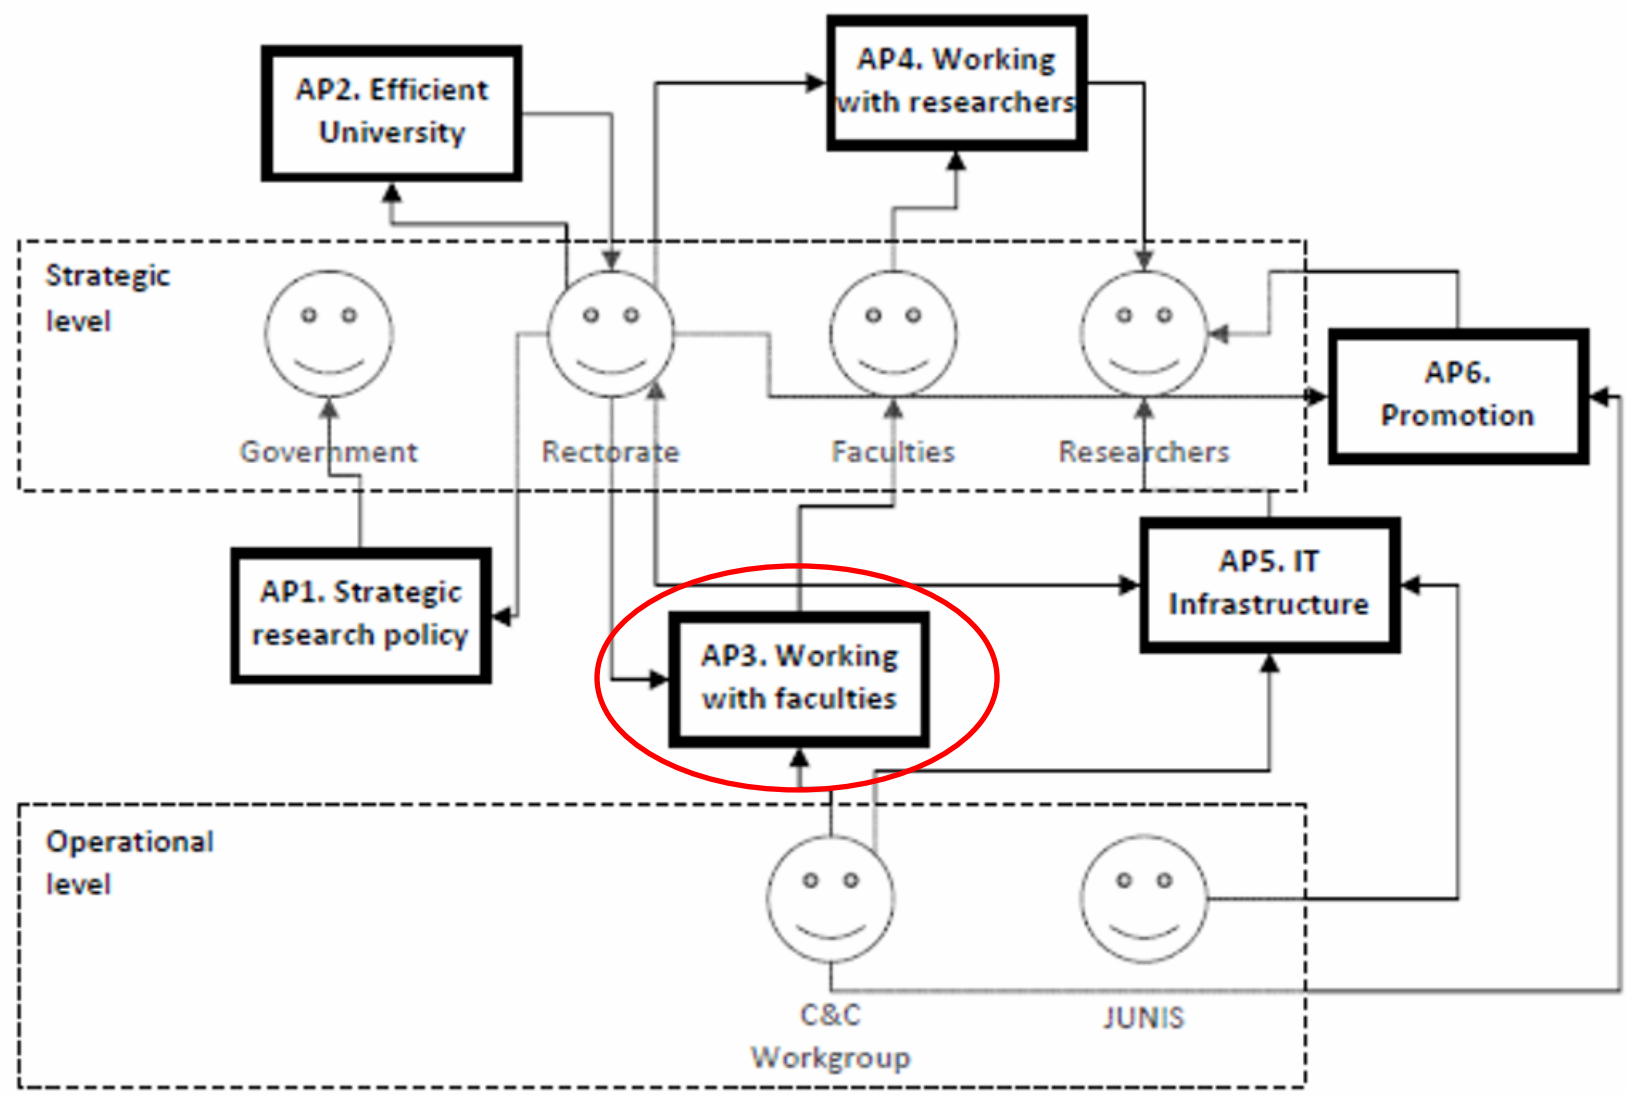 AP4. Working
with researchers
AP2. Efficient
University
Strategic
level
AP6.
Promotion
Government
Rectorate
Faculties
Researchers
AP5. IT
Infrastructure
AP1. Strategic
research policy
AP3. Working
with faculties
Operational
level
C&C
Workgroup
JUNIS